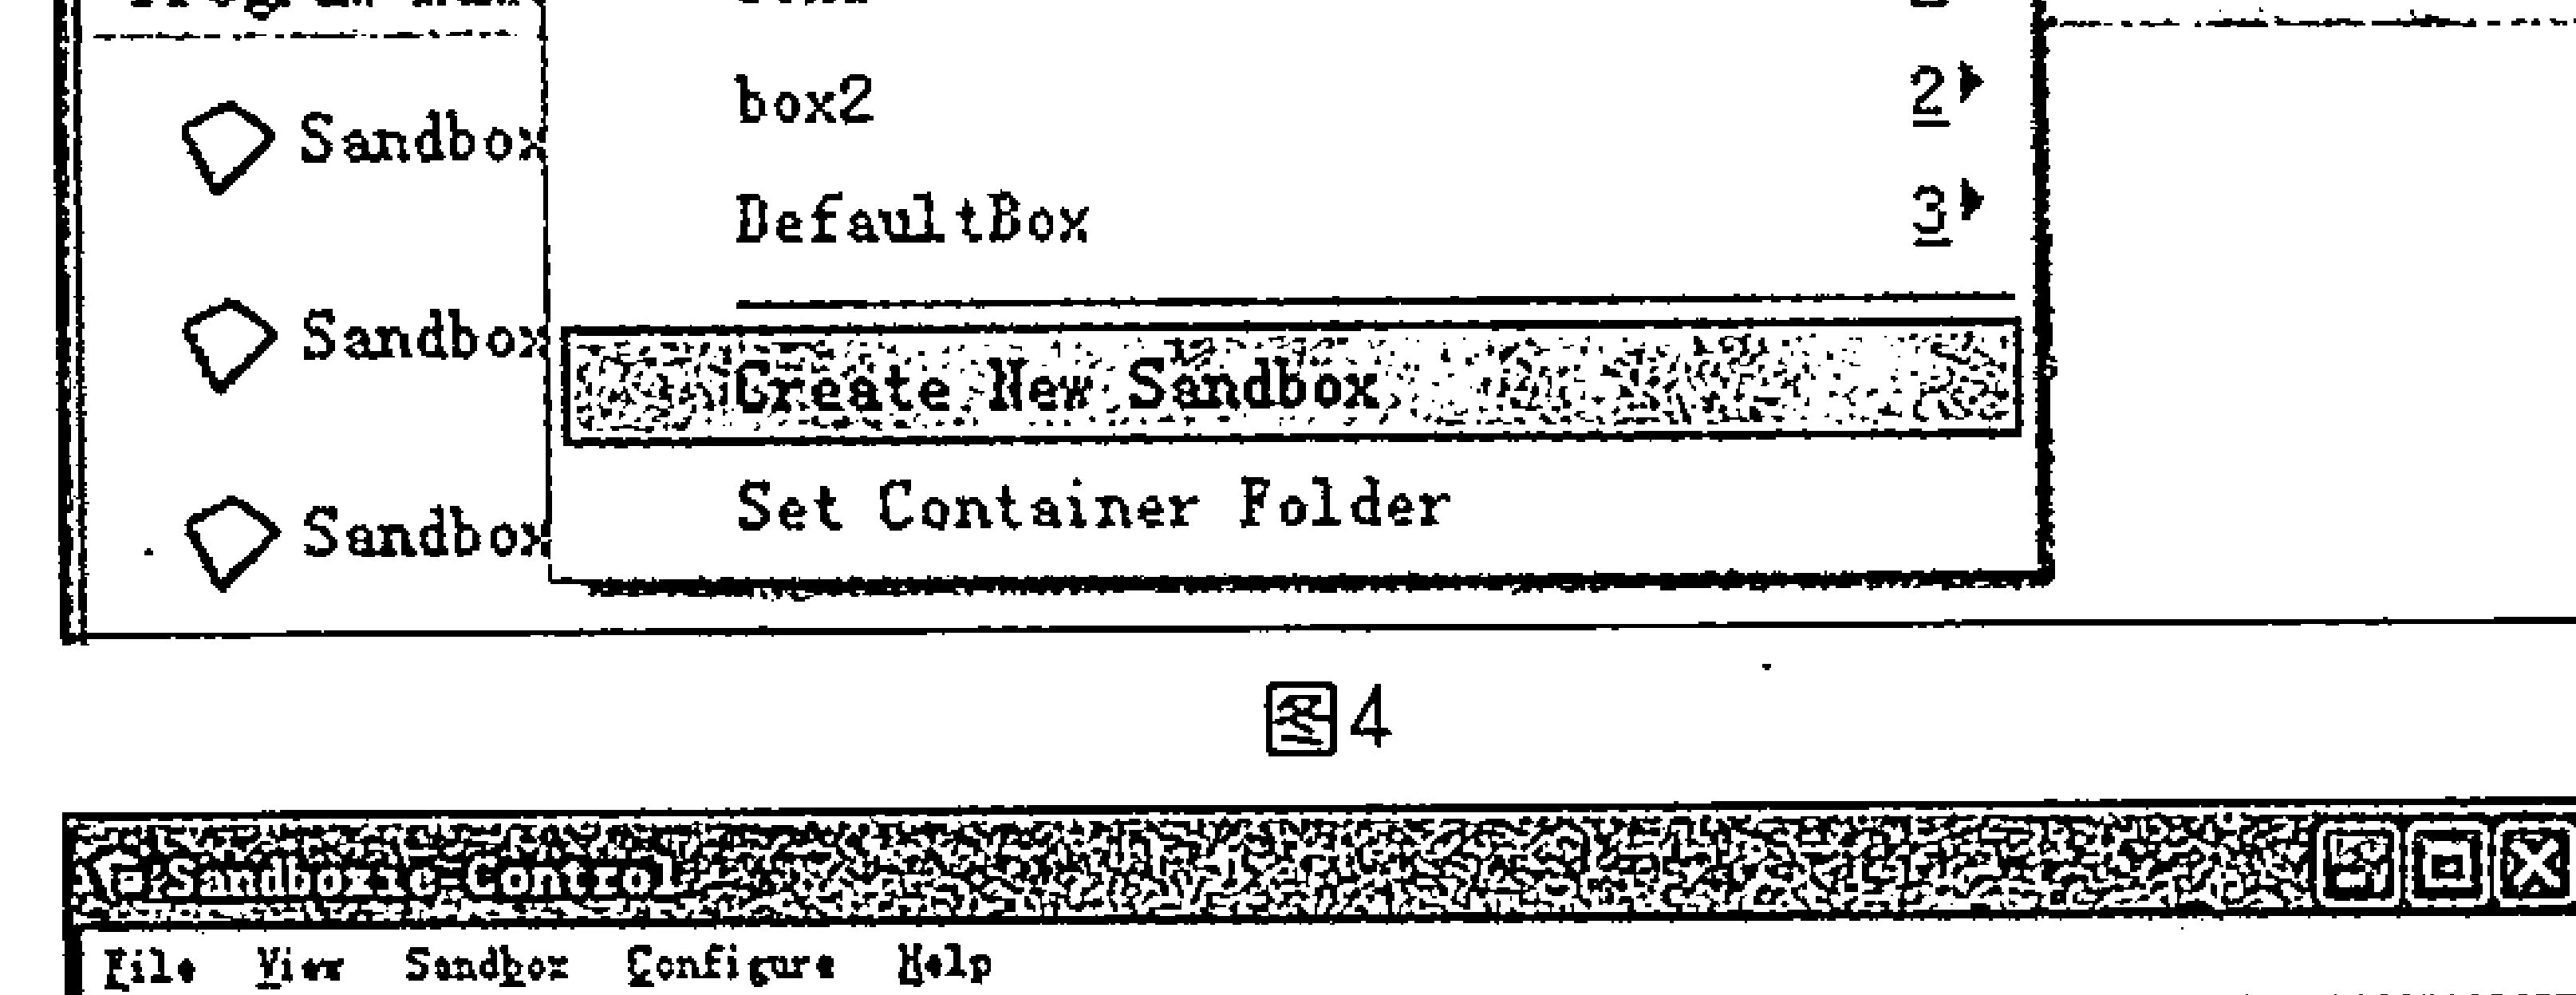 box2 2
Sandbox
DefaultBox 3
Sandbox
Create New Sandbox
Set Container Folder
Sandbox
图4
Sandboxie Control
File View Sandbox Configure Help